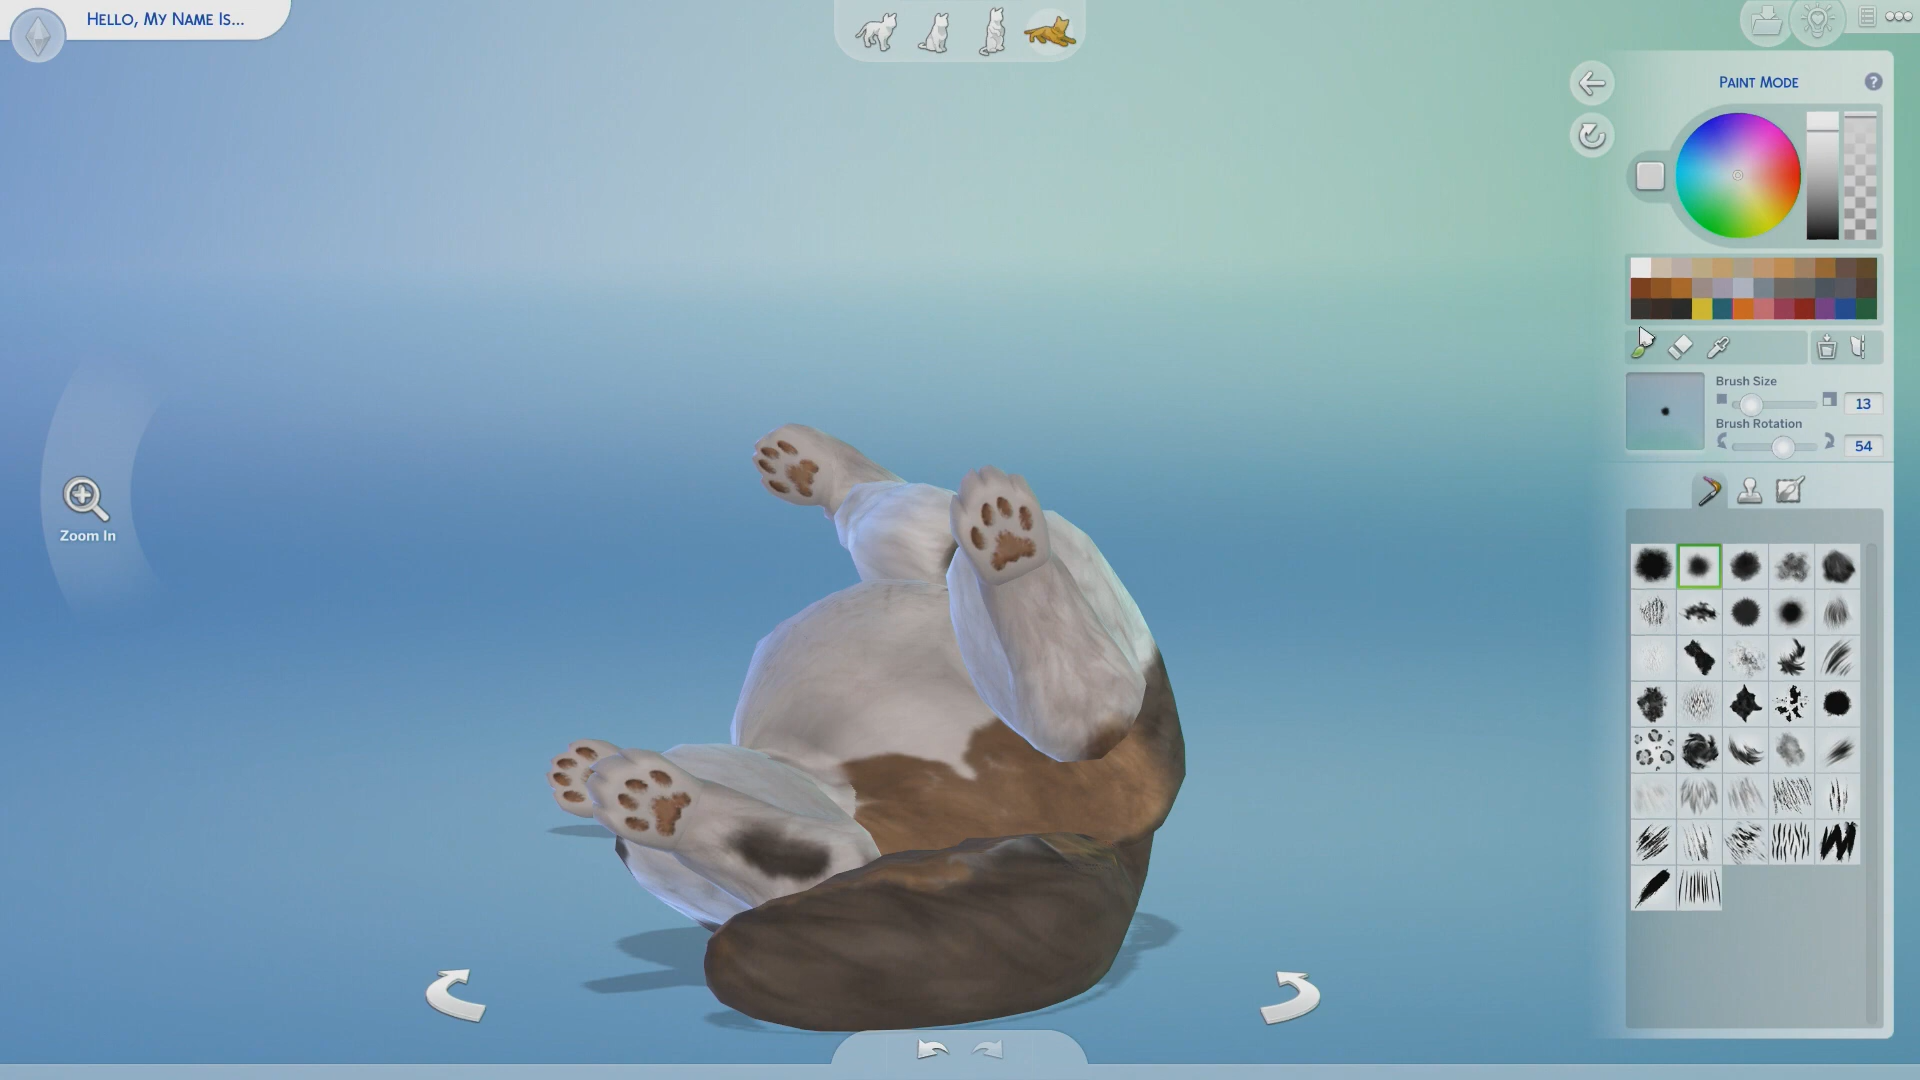 Hello, My Name Is...
Paint Mode
?
Brush Size
13
Brush Rotation
54
Zoom In